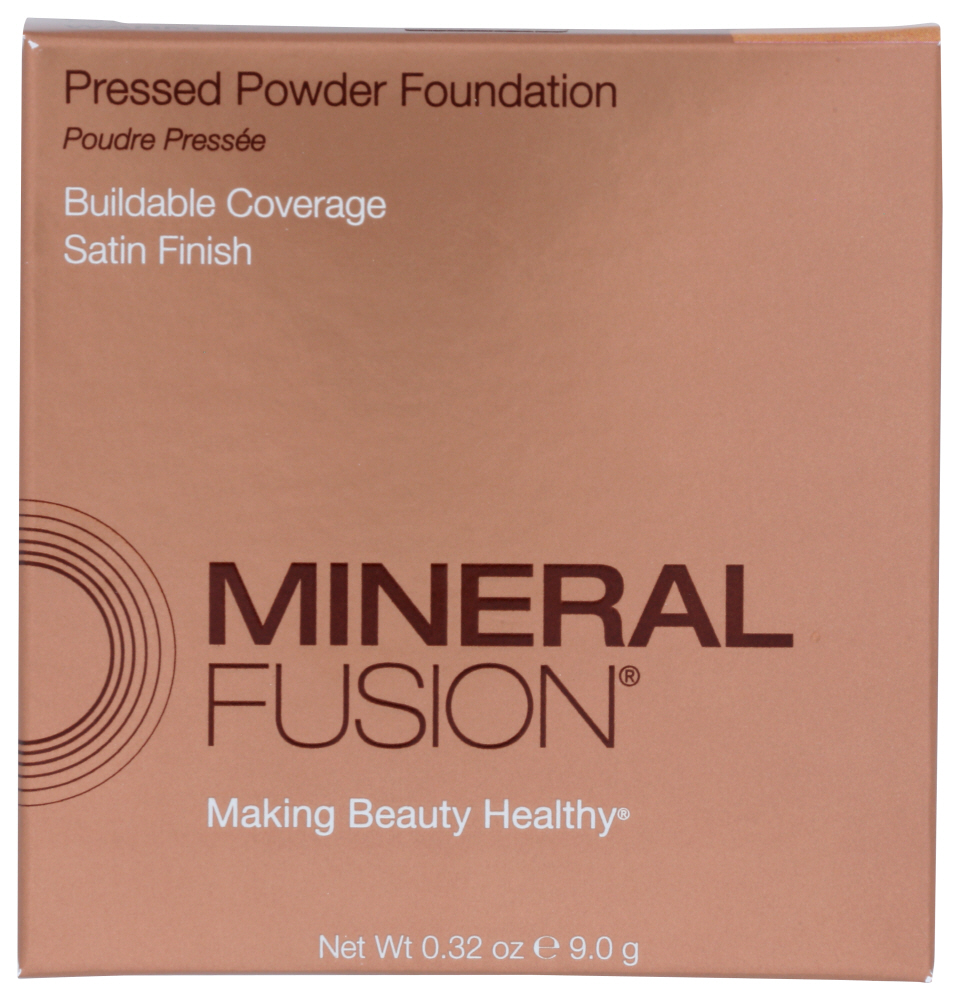 Pressed Powder Foundation
Poudre Pressée
Buildable Coverage
Satin Finish
MINERAL
FUSION®
Making Beauty Healthy®
Net Wt 0.32 oz ℮ 9.0 g